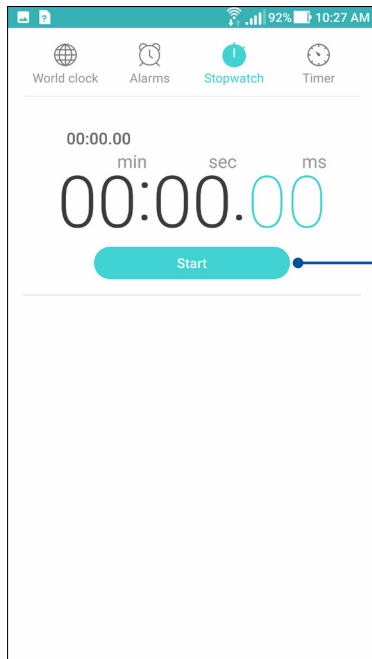 92% 10:27 AM
World clock Alarms Stopwatch Timer
00:00.00
min sec ms
00:00.00
Start